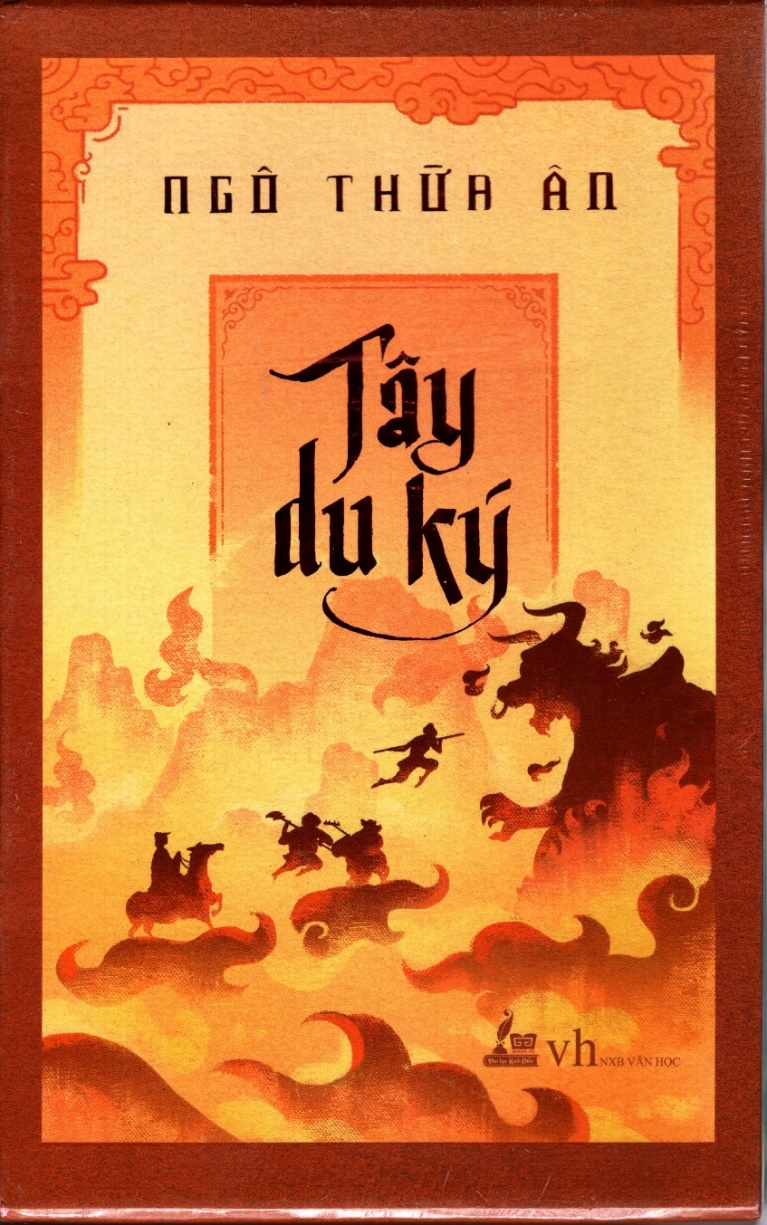 NGÔ THỪA ÂN
Tây
du ký
vh NXB VĂN HỌC